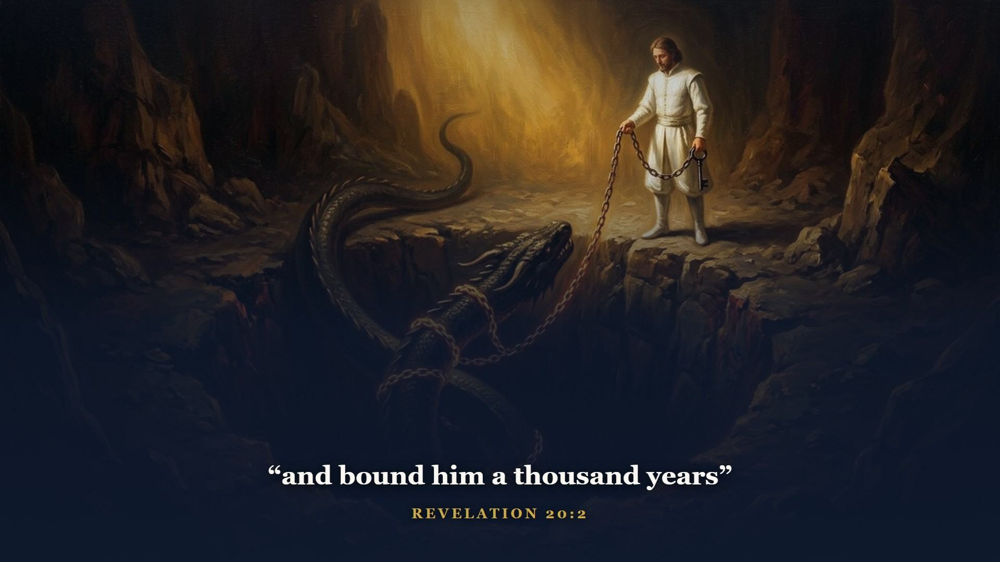 “and bound him a thousand years”
REVELATION 20:2